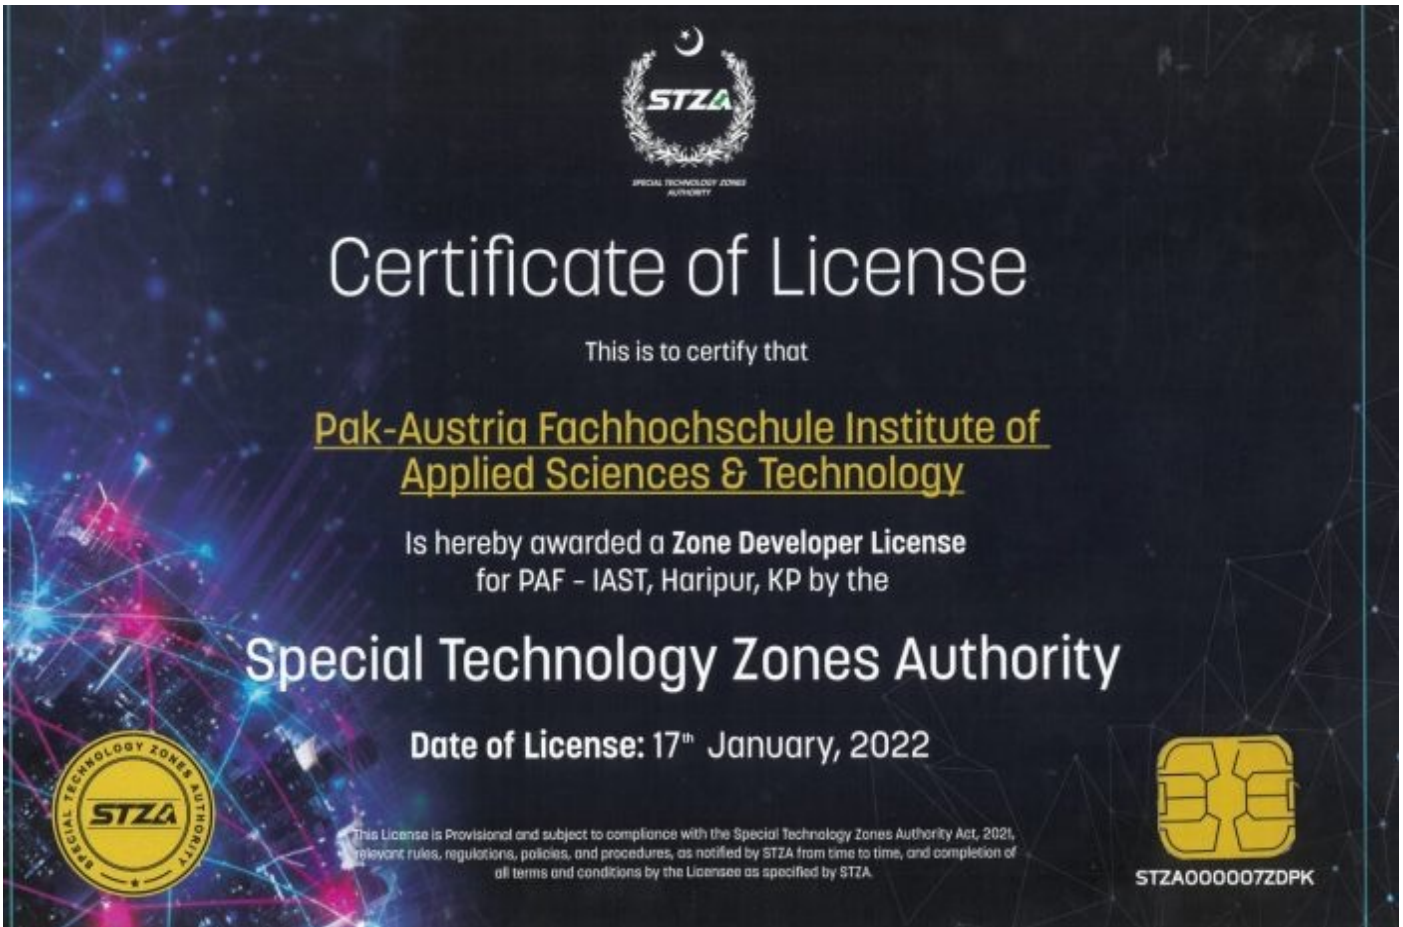 STZA
SPECIAL TECHNOLOGY ZONES
AUTHORITY
Certificate of License
This is to certify that
Pak-Austria Fachhochschule Institute of
Applied Sciences & Technology
Is hereby awarded a Zone Developer License
for PAF - IAST, Haripur, KP by the
Special Technology Zones Authority
Date of License: 17th January, 2022
This License is Provisional and subject to compliance with the Special Technology Zones Authority Act, 2021,
relevant rules, regulations, policies, and procedures, as notified by STZA from time to time, and completion of
all terms and conditions by the Licensee as specified by STZA.
SPECIAL TECHNOLOGY ZONES AUTHORITY
STZA
STZA000007ZDPK